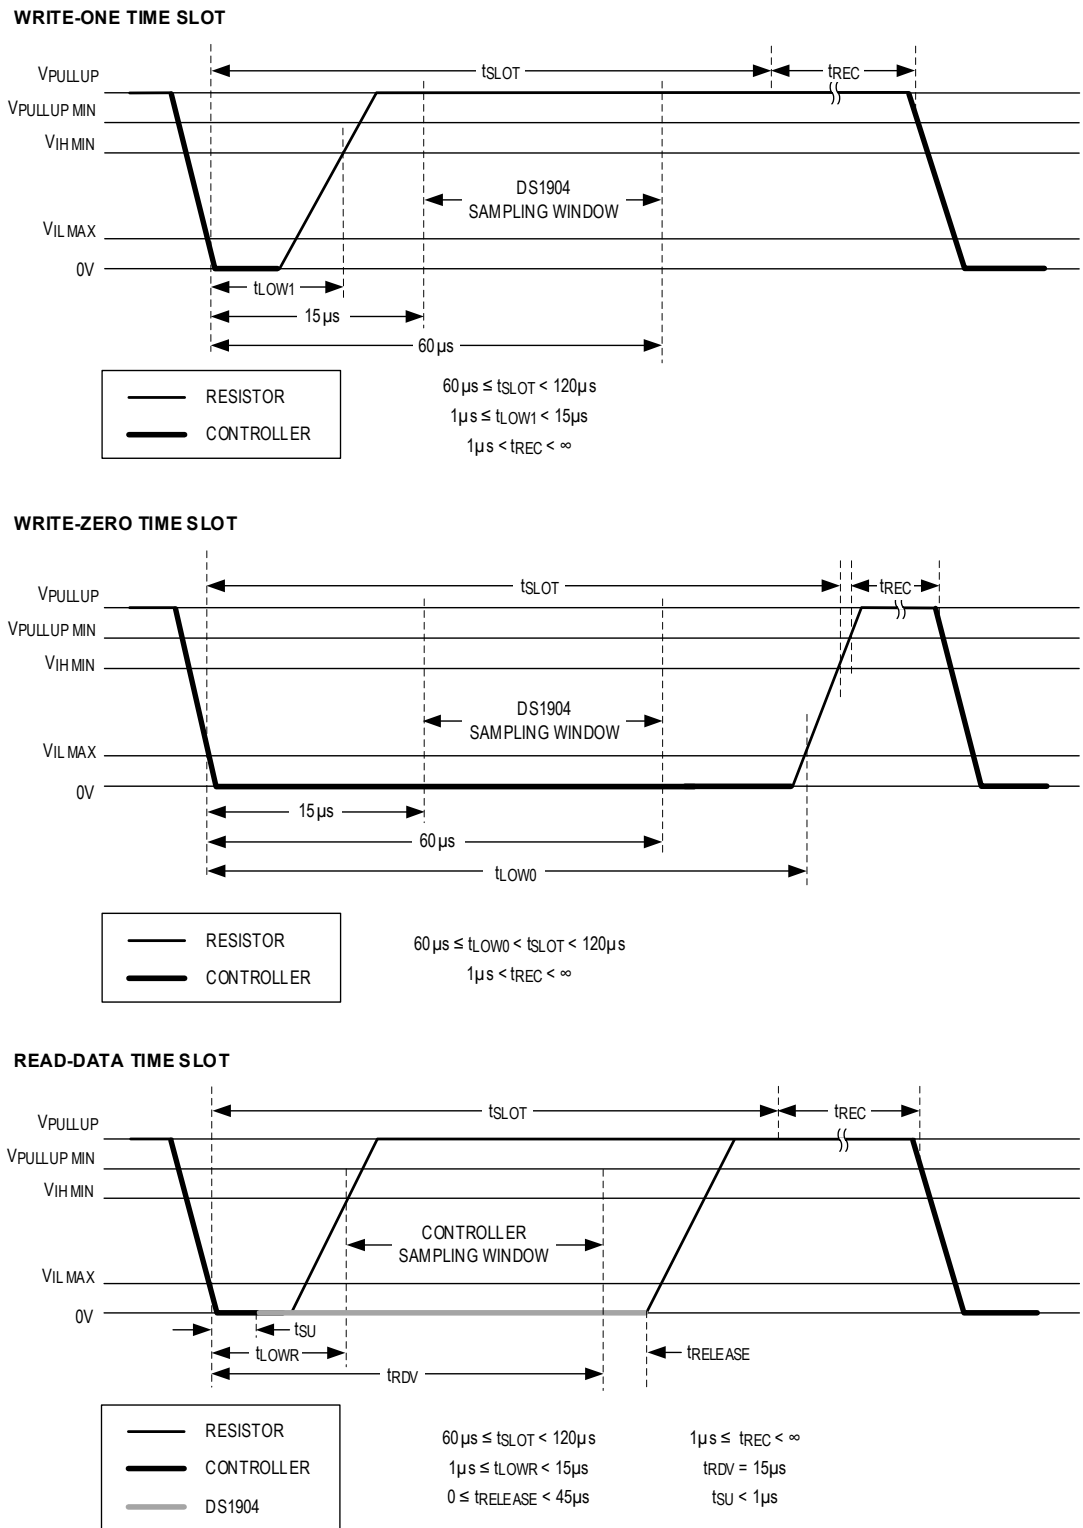 WRITE-ONE TIME SLOT
tSLOT
tREC
VPULLUP
VPULLUP MIN
VIH MIN
DS1904
SAMPLING WINDOW
VIL MAX
0V
tLOW1
15µs
60µs
RESISTOR
CONTROLLER
60µs ≤ tSLOT < 120µs
1µs ≤ tLOW1 < 15µs
1µs < tREC < ∞
WRITE-ZERO TIME SLOT
tSLOT
tREC
VPULLUP
VPULLUP MIN
VIH MIN
DS1904
SAMPLING WINDOW
VIL MAX
0V
15µs
60µs
tLOW0
RESISTOR
CONTROLLER
60µs ≤ tLOW0 < tSLOT < 120µs
1µs < tREC < ∞
READ-DATA TIME SLOT
tSLOT
tREC
VPULLUP
VPULLUP MIN
VIH MIN
CONTROLLER
SAMPLING WINDOW
VIL MAX
0V
tSU
tLOWR
tRELEASE
tRDV
RESISTOR
CONTROLLER
DS1904
60µs ≤ tSLOT < 120µs
1µs ≤ tLOWR < 15µs
0 ≤ tRELEASE < 45µs
1µs ≤ tREC < ∞
tRDV = 15µs
tSU < 1µs